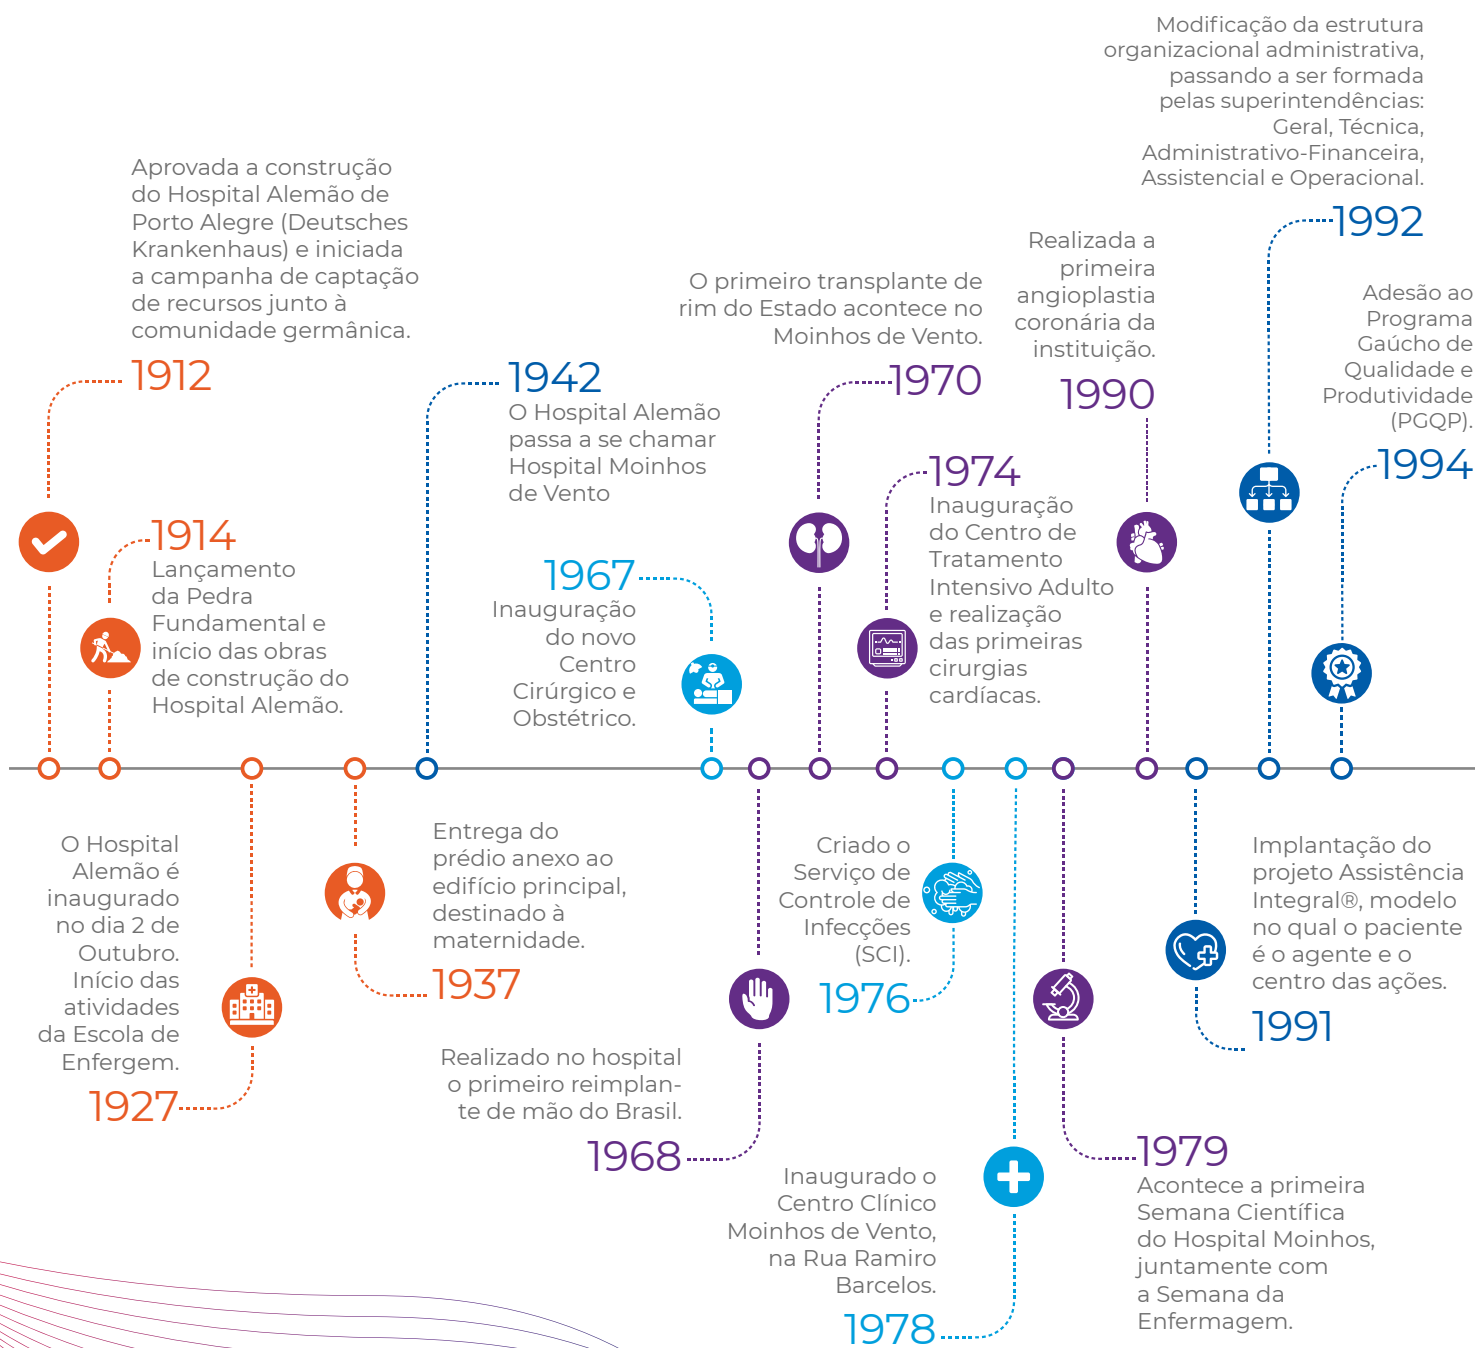 Aprovada a construção
do Hospital Alemão de
Porto Alegre (Deutsches
Krankenhaus) e iniciada
a campanha de captação
de recursos junto à
comunidade germânica.
1912
1914
Lançamento
da Pedra
Fundamental e
início das obras
de construção do
Hospital Alemão.
O Hospital
Alemão é
inaugurado
no dia 2 de
Outubro.
Início das
atividades
da Escola de
Enfergem.
1927
Entrega do
prédio anexo ao
edifício principal,
destinado à
maternidade.
1937
1942
O Hospital Alemão
passa a se chamar
Hospital Moinhos
de Vento
1967
Inauguração
do novo
Centro
Cirúrgico e
Obstétrico.
Realizado no hospital
o primeiro reimplan-
te de mão do Brasil.
1968
O primeiro transplante de
rim do Estado acontece no
Moinhos de Vento.
1970
1974
Inauguração
do Centro de
Tratamento
Intensivo Adulto
e realização
das primeiras
cirurgias
cardíacas.
Criado o
Serviço de
Controle de
Infecções
(SCI).
1976
Inaugurado o
Centro Clínico
Moinhos de Vento,
na Rua Ramiro
Barcelos.
1978
1979
Acontece a primeira
Semana Científica
do Hospital Moinhos,
juntamente com
a Semana da
Enfermagem.
Realizada a
primeira
angioplastia
coronária da
instituição.
1990
Implantação do
projeto Assistência
Integral®, modelo
no qual o paciente
é o agente e o
centro das ações.
1991
Modificação da estrutura
organizacional administrativa,
passando a ser formada
pelas superintendências:
Geral, Técnica,
Administrativo-Financeira,
Assistencial e Operacional.
1992
Adesão ao
Programa
Gaúcho de
Qualidade e
Produtividade
(PGQP).
1994